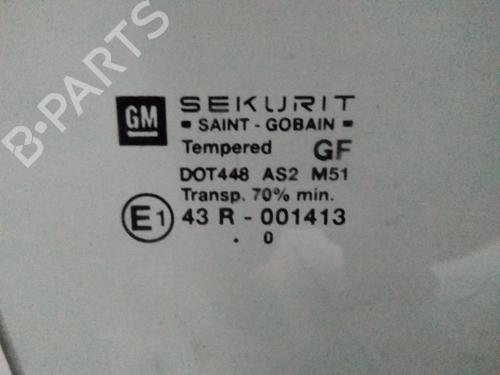 B-PARTS
GM SEKURIT
SAINT - GOBAIN
Tempered GF
DOT448 AS2 M51
Transp. 70% min.
E1 43 R - 001413
. 0